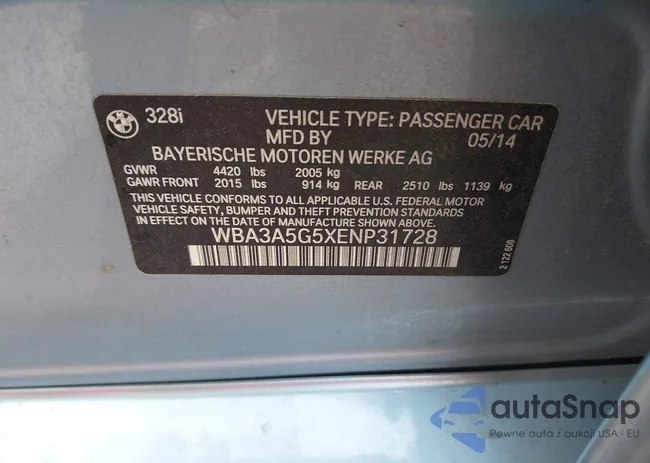 328i VEHICLE TYPE: PASSENGER CAR
MFD BY 05/14
BAYERISCHE MOTOREN WERKE AG
GVWR 4420 lbs 2005 kg
GAWR FRONT 2015 lbs 914 kg REAR 2510 lbs 1139 kg
THIS VEHICLE CONFORMS TO ALL APPLICABLE U.S. FEDERAL MOTOR
VEHICLE SAFETY, BUMPER AND THEFT PREVENTION STANDARDS
IN EFFECT ON THE DATE OF MANUFACTURE SHOWN ABOVE.
WBA3A5G5XENP31728
2 122 606
autaSnap
Pewne auta z aukcji USA i EU